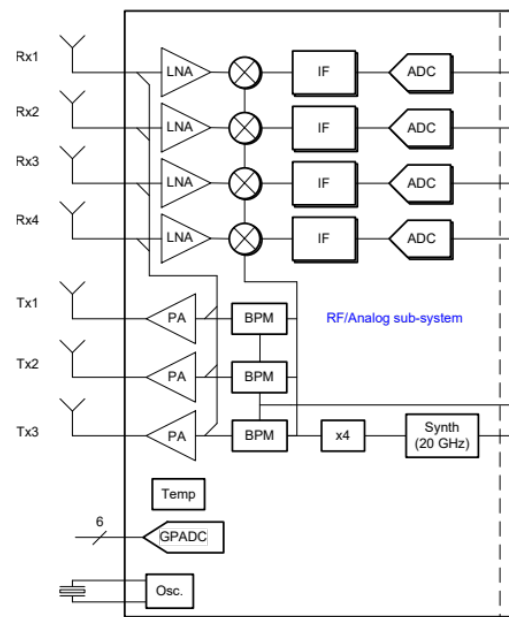 Rx1
LNA
IF
ADC
Rx2
LNA
IF
ADC
Rx3
LNA
IF
ADC
Rx4
LNA
IF
ADC
Tx1
PA
BPM
RF/Analog sub-system
Tx2
PA
BPM
Tx3
PA
BPM
x4
Synth
(20 GHz)
Temp
6
GPADC
Osc.